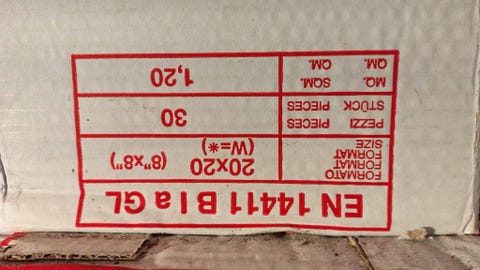 EN 14411 B I a GL
FORMATO
FORMAT
FORMAT
SIZE
20x20 (8"x8")
(W=*)
PEZZI PIECES
STÜCK PIECES
30
MQ. SQM.
QM. QM.
1,20